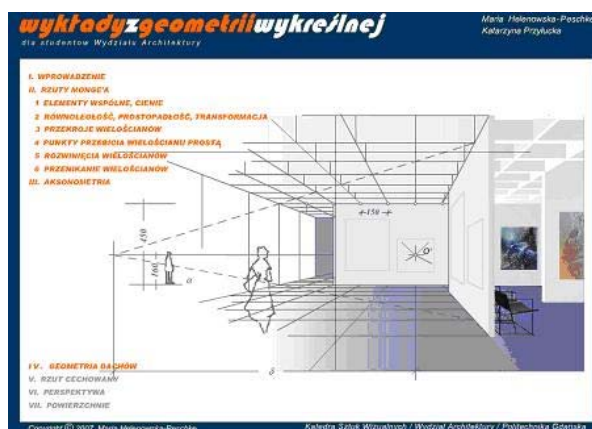 wykładyzgeometriiwykreślnej
dla studentów Wydziału Architektury
Maria Helenowska-Peschke
Katarzyna Przyłucka
I. WPROWADZENIE
II. RZUTY MONGE'A
1 ELEMENTY WSPÓLNE, CIENIE
2 RÓWNOLEGŁOŚĆ, PROSTOPADŁOŚĆ, TRANSFORMACJA
3 PRZEKROJE WIELOŚCIANÓW
4 PUNKTY PRZEBICIA WIELOŚCIANU PROSTĄ
5 ROZWINIĘCIA WIELOŚCIANÓW
6 PRZENIKANIE WIELOŚCIANÓW
III. AKSONOMETRIA
150
450
160
α
O'
δ
IV. GEOMETRIA DACHÓW
V. RZUT CECHOWANY
VI. PERSPEKTYWA
VII. POWIERZCHNIE
Copyright © 2007, Maria Helenowska-Peschke
Katedra Sztuk Wizualnych / Wydział Architektury / Politechnika Gdańska